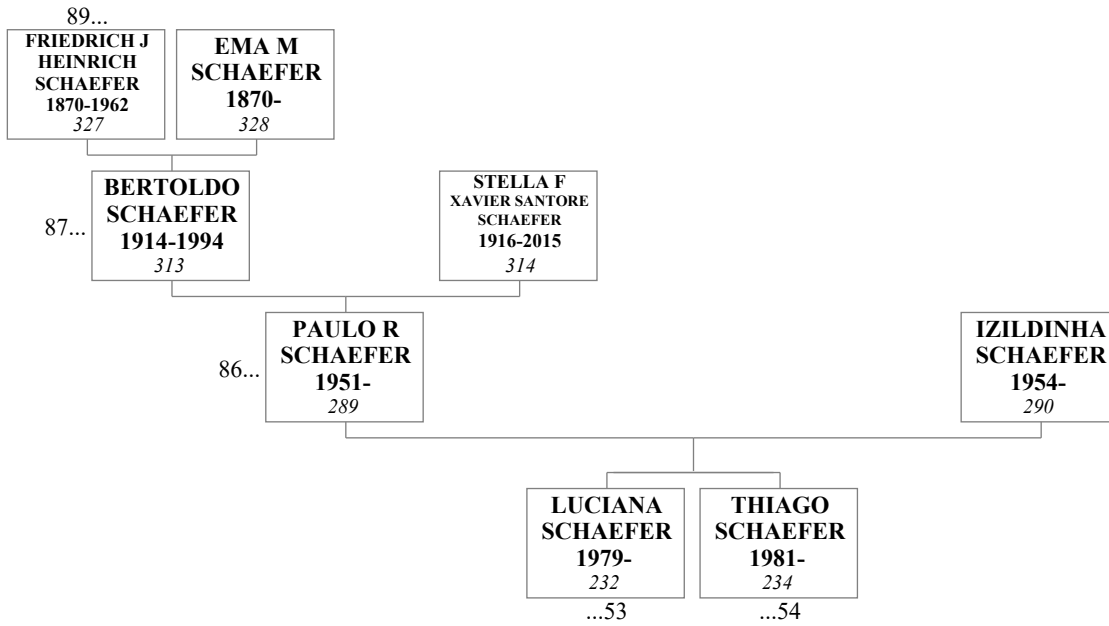 89...
FRIEDRICH J
HEINRICH
SCHAEFER
1870-1962
327
EMA M
SCHAEFER
1870-
328
87...
BERTOLDO
SCHAEFER
1914-1994
313
STELLA F
XAVIER SANTORE
SCHAEFER
1916-2015
314
86...
PAULO R
SCHAEFER
1951-
289
IZILDINHA
SCHAEFER
1954-
290
LUCIANA
SCHAEFER
1979-
232
...53
THIAGO
SCHAEFER
1981-
234
...54